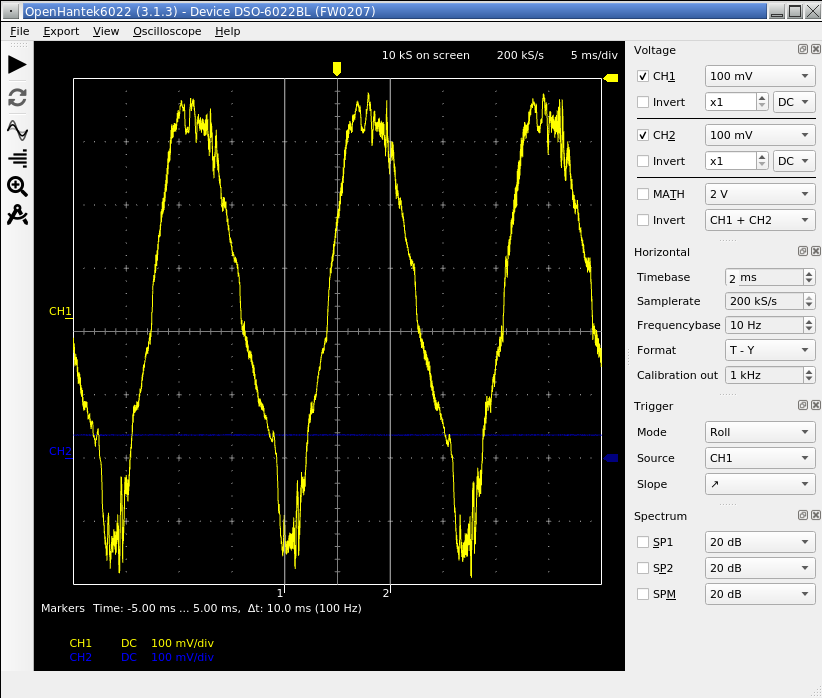 OpenHantek6022 (3.1.3) - Device DSO-6022BL (FW0207)
File Export View Oscilloscope Help
10 kS on screen 200 kS/s 5 ms/div
CH1
CH2
1 2
Markers Time: -5.00 ms ... 5.00 ms, Δt: 10.0 ms (100 Hz)
CH1 DC 100 mV/div
CH2 DC 100 mV/div
Voltage
CH1 100 mV
Invert x1 DC
CH2 100 mV
Invert x1 DC
MATH 2 V
Invert CH1 + CH2
Horizontal
Timebase 2 ms
Samplerate 200 kS/s
Frequencybase 10 Hz
Format T - Y
Calibration out 1 kHz
Trigger
Mode Roll
Source CH1
Slope ↗
Spectrum
SP1 20 dB
SP2 20 dB
SPM 20 dB